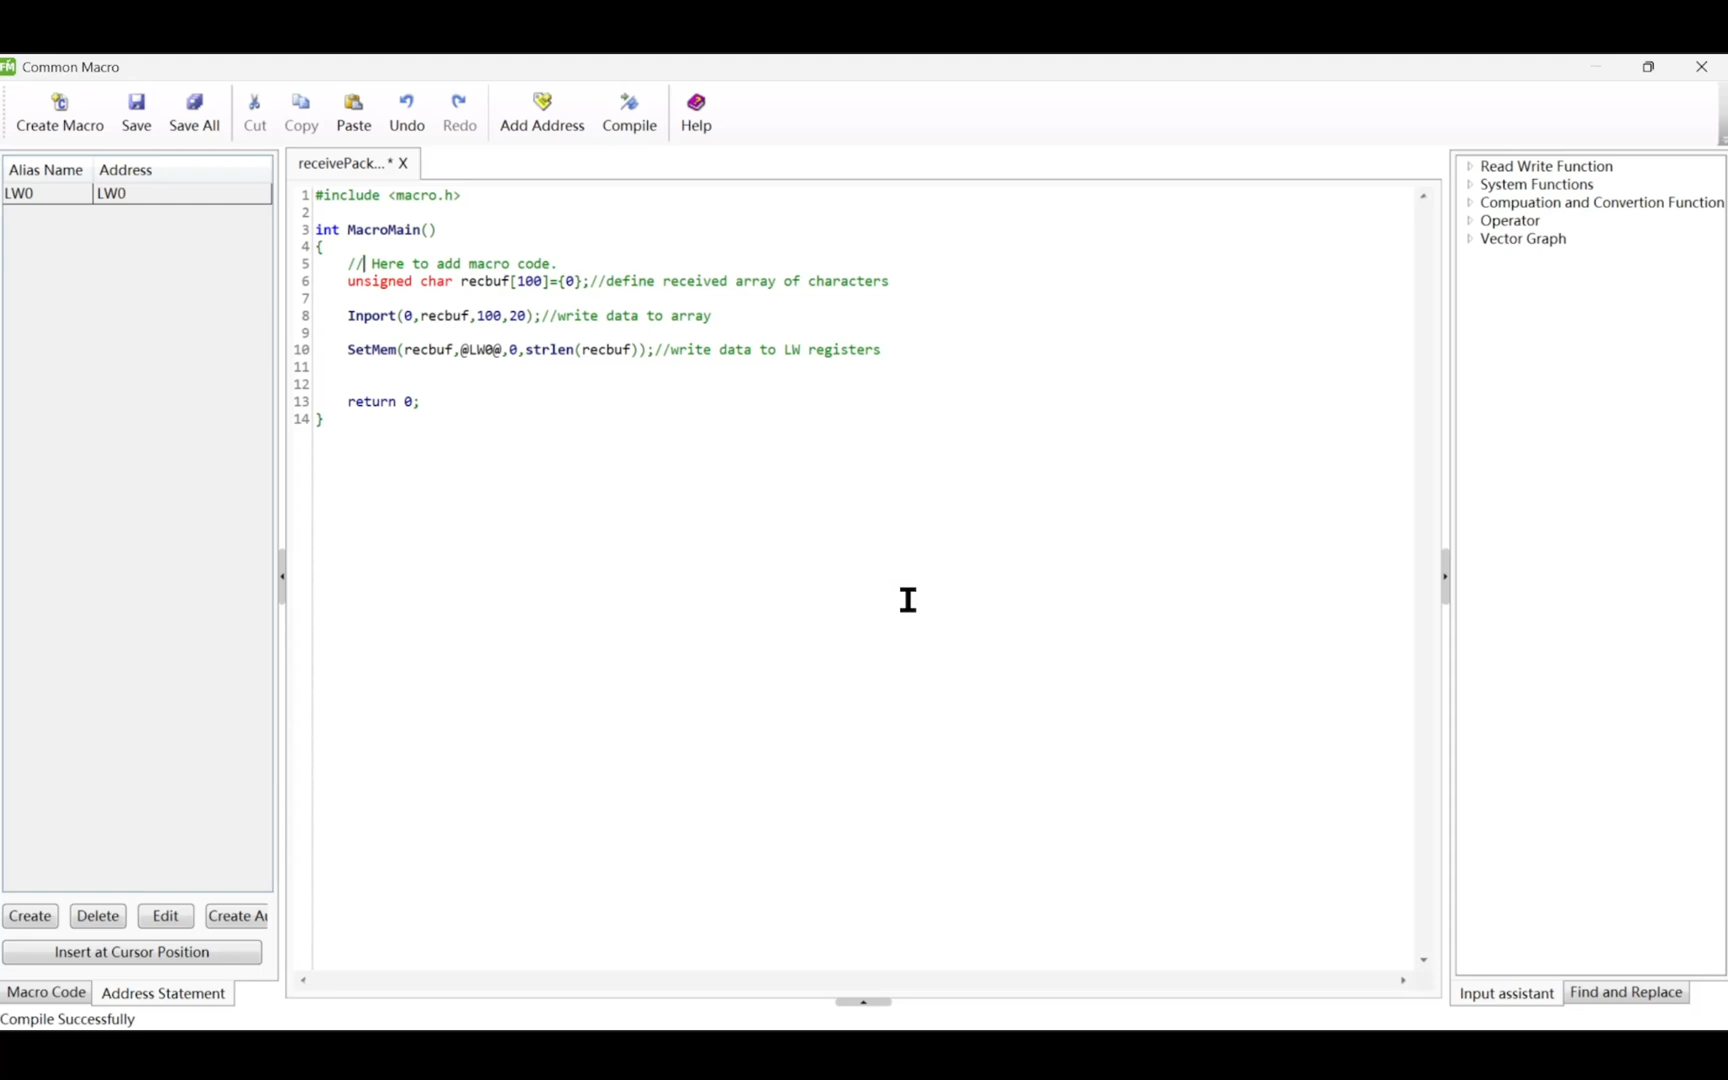 FM Common Macro
Create Macro Save Save All Cut Copy Paste Undo Redo Add Address Compile Help
Alias Name Address
LW0 LW0
receivePack...* X
1 #include <macro.h>
2
3 int MacroMain()
4 {
5 // Here to add macro code.
6 unsigned char recbuf[100]={0};//define received array of characters
7
8 Inport(0,recbuf,100,20);//write data to array
9
10 SetMem(recbuf,@LW0@,0,strlen(recbuf));//write data to LW registers
11
12
13 return 0;
14 }
Read Write Function
System Functions
Compuation and Convertion Function
Operator
Vector Graph
Create Delete Edit Create Au
Insert at Cursor Position
Macro Code Address Statement
Input assistant Find and Replace
Compile Successfully